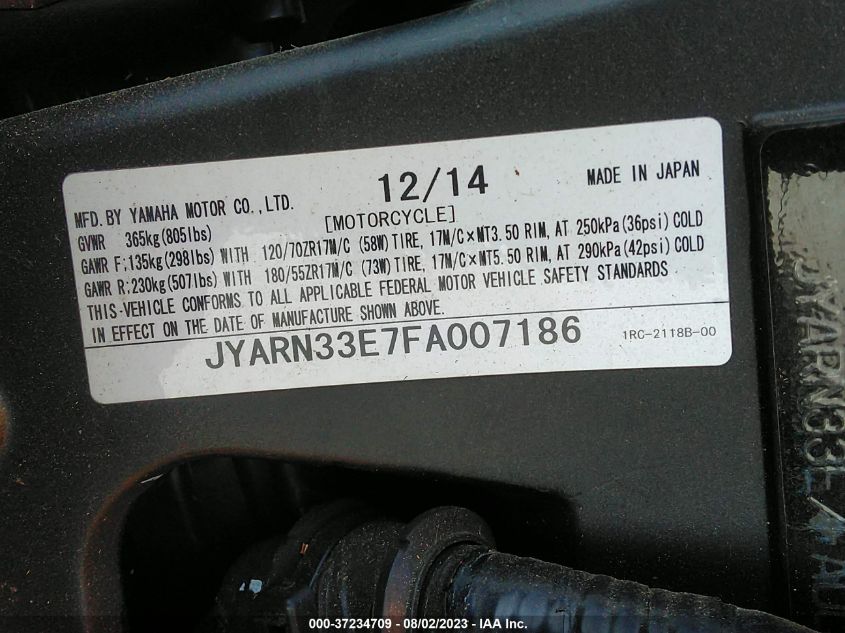 12/14
MADE IN JAPAN
MFD. BY YAMAHA MOTOR CO.,LTD.
[MOTORCYCLE]
GVWR 365kg(805lbs)
GAWR F:135kg(298lbs) WITH 120/70ZR17M/C (58W) TIRE, 17M/C×MT3.50 RIM, AT 250kPa(36psi) COLD
GAWR R:230kg(507lbs) WITH 180/55ZR17M/C (73W) TIRE, 17M/C×MT5.50 RIM, AT 290kPa(42psi) COLD
THIS VEHICLE CONFORMS TO ALL APPLICABLE FEDERAL MOTOR VEHICLE SAFETY STANDARDS
IN EFFECT ON THE DATE OF MANUFACTURE SHOWN ABOVE.
JYARN33E7FA007186
1RC-2118B-00
JYARN33E
000-37234709 - 08/02/2023 - IAA Inc.